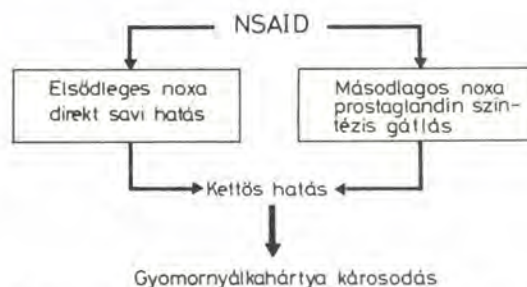 NSAID
Elsődleges noxa
direkt savi hatás
Másodlagos noxa
prostaglandin szin-
tézis gátlás
Kettős hatás
Gyomornyálkahártya károsodás